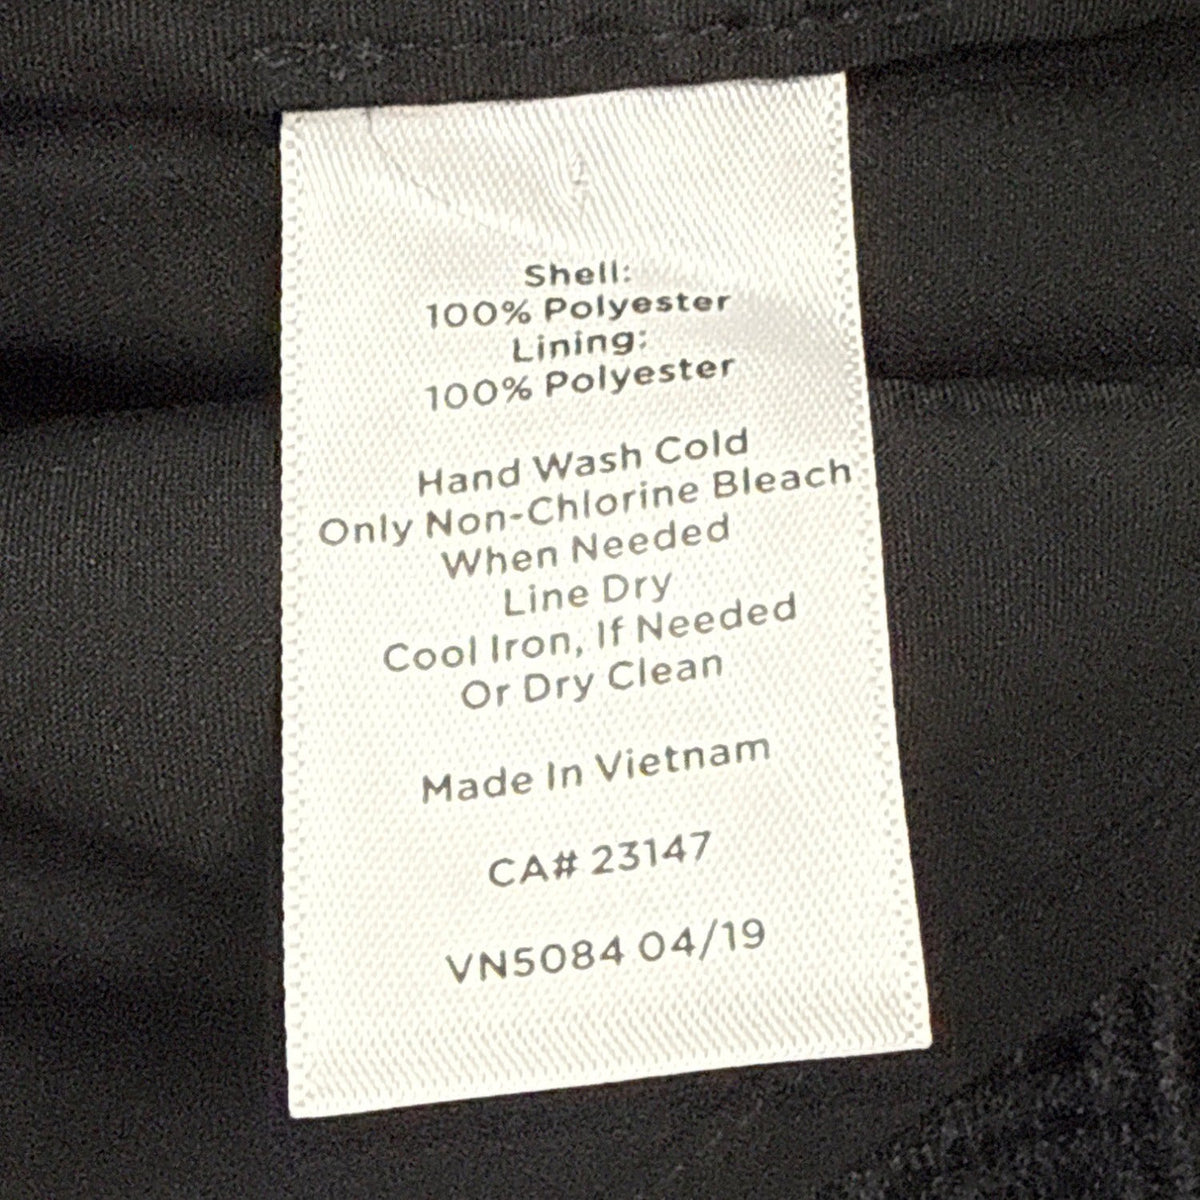 Shell:
100% Polyester
Lining:
100% Polyester
Hand Wash Cold
Only Non-Chlorine Bleach
When Needed
Line Dry
Cool Iron, If Needed
Or Dry Clean
Made In Vietnam
CA# 23147
VN5084 04/19